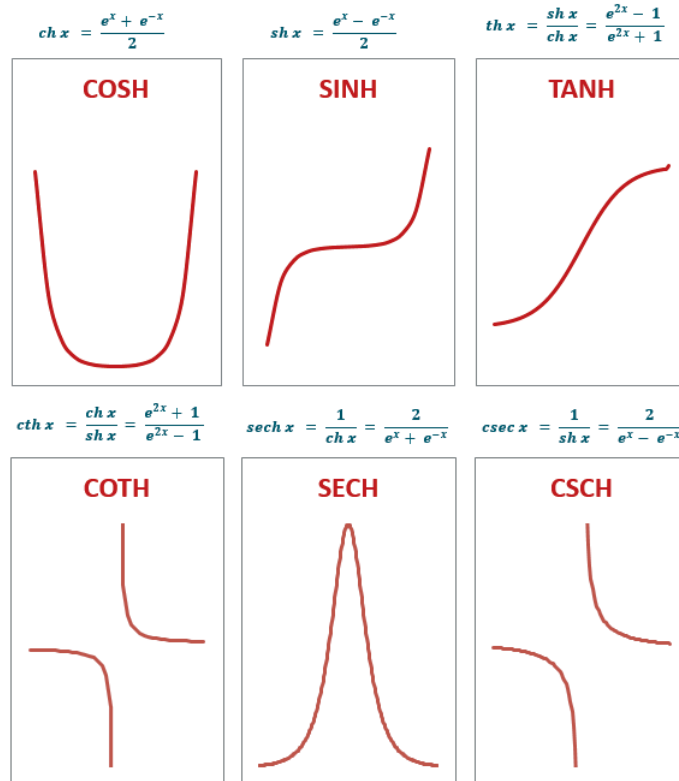 ch x = (e^x + e^-x) / 2
sh x = (e^x − e^-x) / 2
th x = sh x / ch x = (e^2x − 1) / (e^2x + 1)
COSH
SINH
TANH
cth x = ch x / sh x = (e^2x + 1) / (e^2x − 1)
sech x = 1 / ch x = 2 / (e^x + e^-x)
csec x = 1 / sh x = 2 / (e^x − e^-x)
COTH
SECH
CSCH